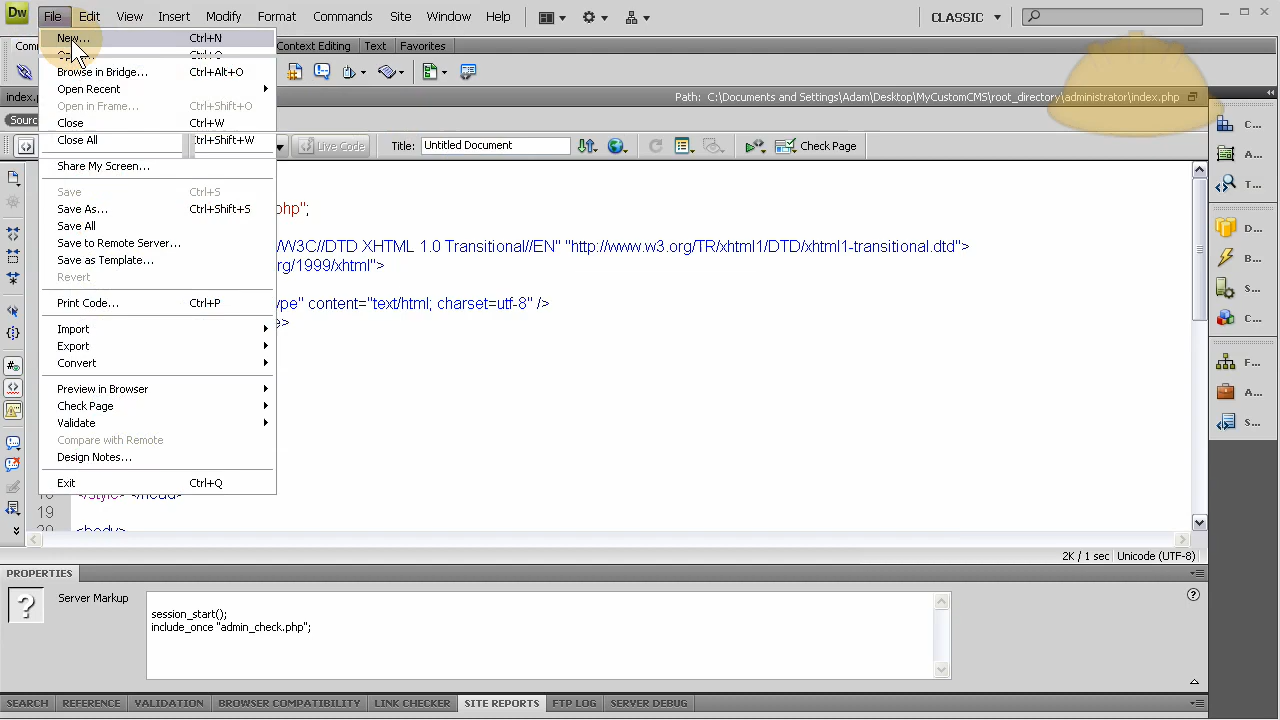 Dw File Edit View Insert Modify Format Commands Site Window Help CLASSIC
New... Ctrl+N
Context Editing Text Favorites
Browse in Bridge... Ctrl+Alt+O
Open Recent
Open in Frame... Ctrl+Shift+O
Path: C:\Documents and Settings\Adam\Desktop\MyCustomCMS\root_directory\administrator\index.php
Close Ctrl+W
Close All
Live Code Title: Untitled Document Check Page
Share My Screen...
Save Ctrl+S
Save As... Ctrl+Shift+S
Save All
Save to Remote Server...
Save as Template...
Revert
Print Code... Ctrl+P
Import
Export
Convert
Preview in Browser
Check Page
Validate
Compare with Remote
Design Notes...
Exit Ctrl+Q
/W3C//DTD XHTML 1.0 Transitional//EN" "http://www.w3.org/TR/xhtml1/DTD/xhtml1-transitional.dtd">
org/1999/xhtml">
content="text/html; charset=utf-8" />
19
<body>
C...
A...
T...
D...
B...
S...
C...
F...
A...
S...
2K / 1 sec Unicode (UTF-8)
PROPERTIES
? Server Markup
session_start();
include_once "admin_check.php";
SEARCH REFERENCE VALIDATION BROWSER COMPATIBILITY LINK CHECKER SITE REPORTS FTP LOG SERVER DEBUG